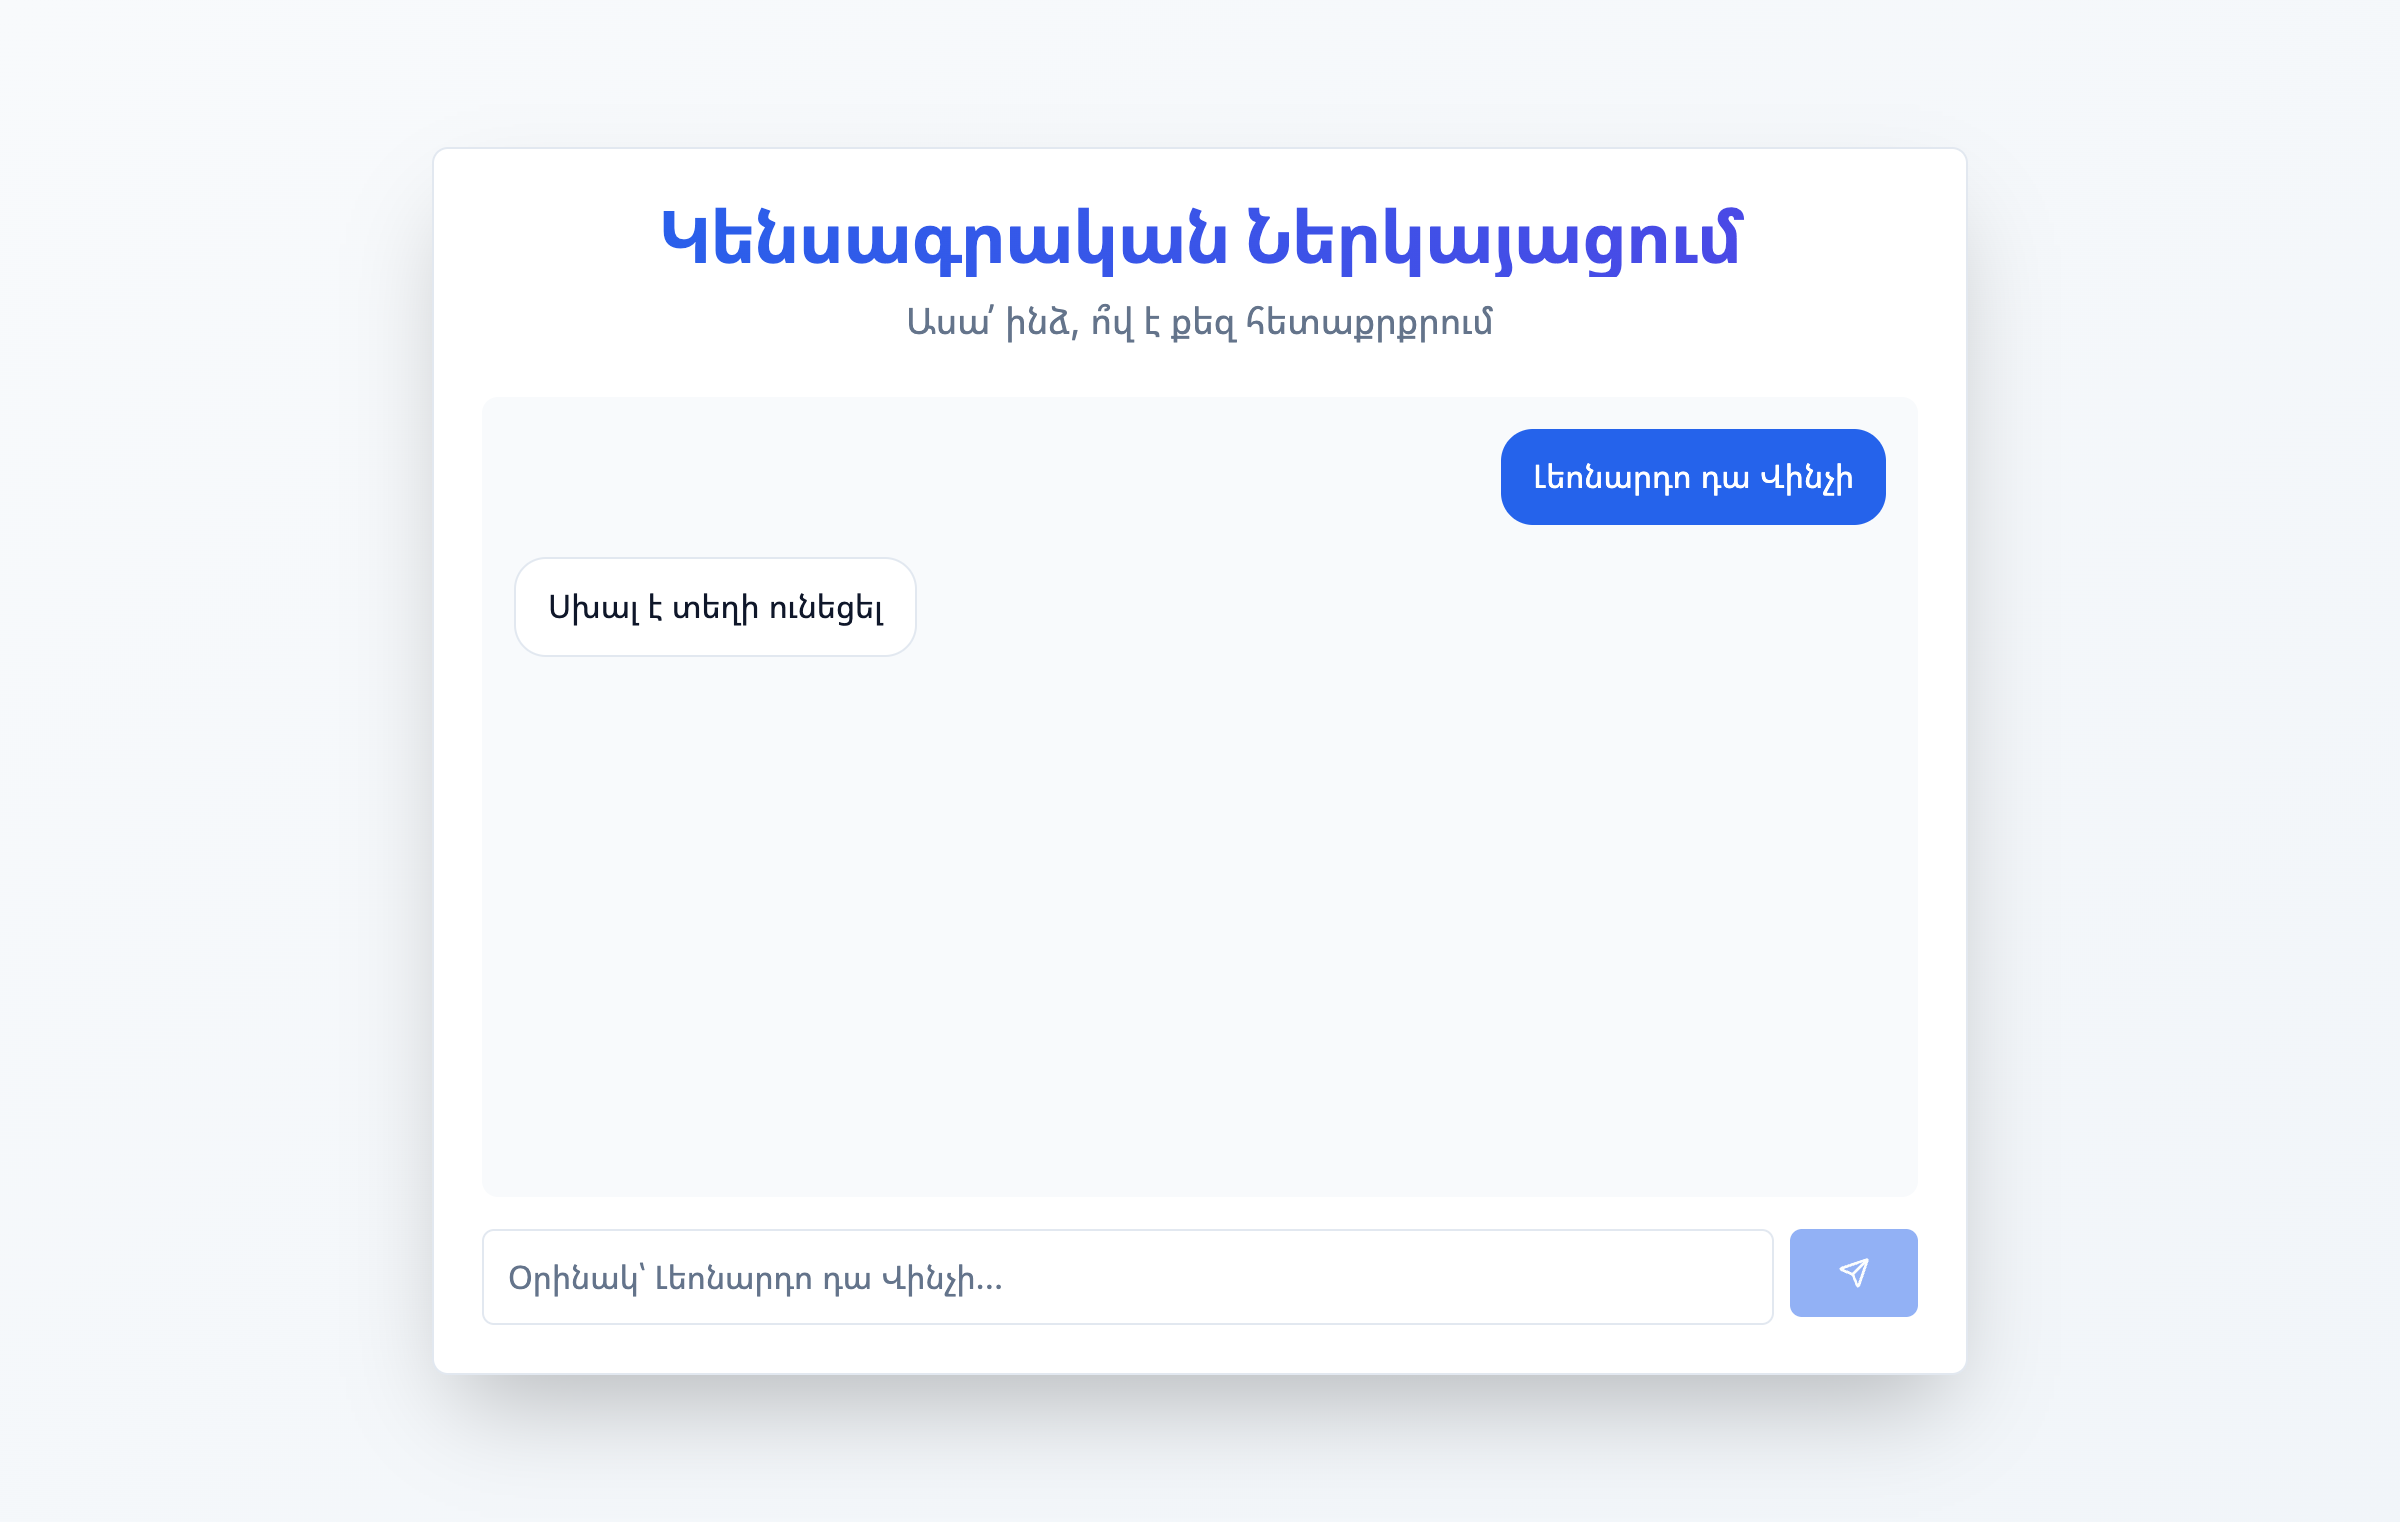 Կենսագրական Ներկայացում
Ասա՛ ինձ, ո՞վ է քեզ հետաքրքրում
Լեոնարդո դա Վինչի
Սխալ է տեղի ունեցել
Օրինակ՝ Լեոնարդո դա Վինչի...